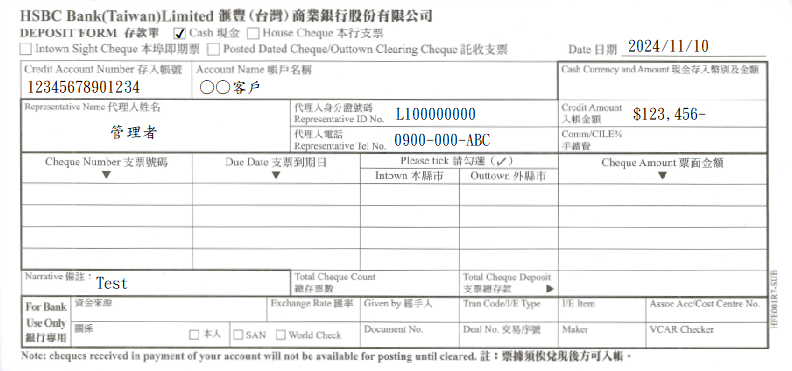 HSBC Bank(Taiwan)Limited 滙豐(台灣)商業銀行股份有限公司
DEPOSIT FORM 存款單 ✓ Cash 現金 □ House Cheque 本行支票
□ Intown Sight Cheque 本埠即期票 □ Posted Dated Cheque/Outtown Clearing Cheque 託收支票 Date 日期 2024/11/10
Credit Account Number 存入帳號 Account Name 帳戶名稱 Cash Currency and Amount 現金存入幣別及金額
12345678901234 ○○客戶
Representative Name 代理人姓名 代理人身分證號碼 Credit Amount
管理者 Representative ID No. L100000000 入帳金額 $123,456-
代理人電話 Comm/CILE%
Representative Tel No. 0900-000-ABC 手續費
Cheque Number 支票號碼 Due Date 支票到期日 Please tick 請勾選 (✓) Cheque Amount 票面金額
▼ ▼ Intown 本縣市 Outtown 外縣市 ▼
Narrative 備註: Test Total Cheque Count Total Cheque Deposit
總存票數 支票總存款 ▶
For Bank Use Only 銀行專用 資金來源 Exchange Rate 匯率 Given by 經手人 Tran Code/I/E Type I/E Item Assoc Acc/Cost Centre No.
關係 □ 本人 □ SAN □ World Check Document No. Deal No. 交易序號 Maker VCAR Checker
Note: cheques received in payment of your account will not be available for posting until cleared. 註:票據須俟兌現後方可入帳。